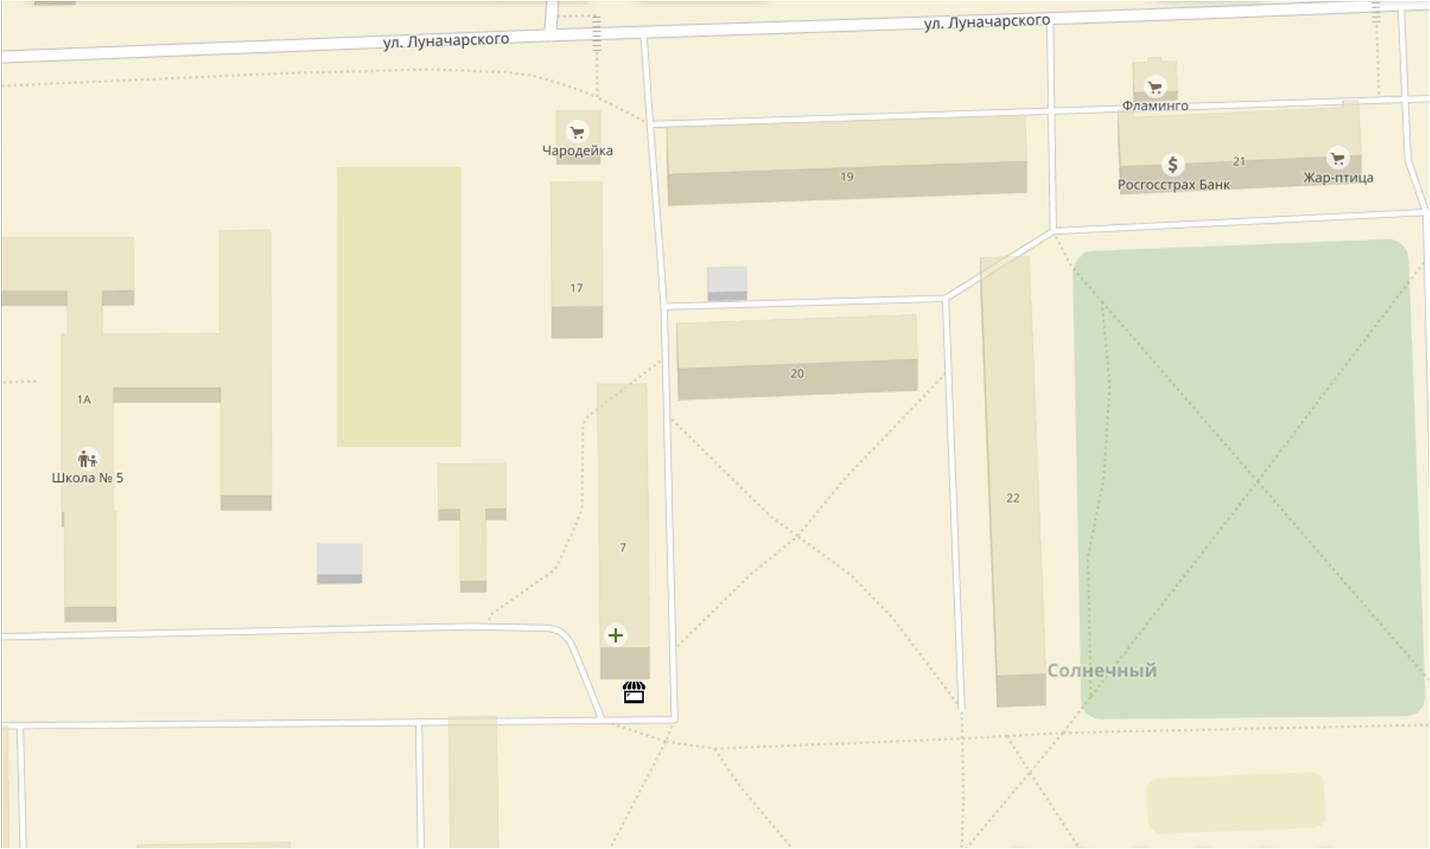 ул. Луначарского
ул. Луначарского
Фламинго
Чародейка
19
21
Росгосстрах Банк
Жар-птица
17
20
1А
Школа № 5
22
7
Солнечный